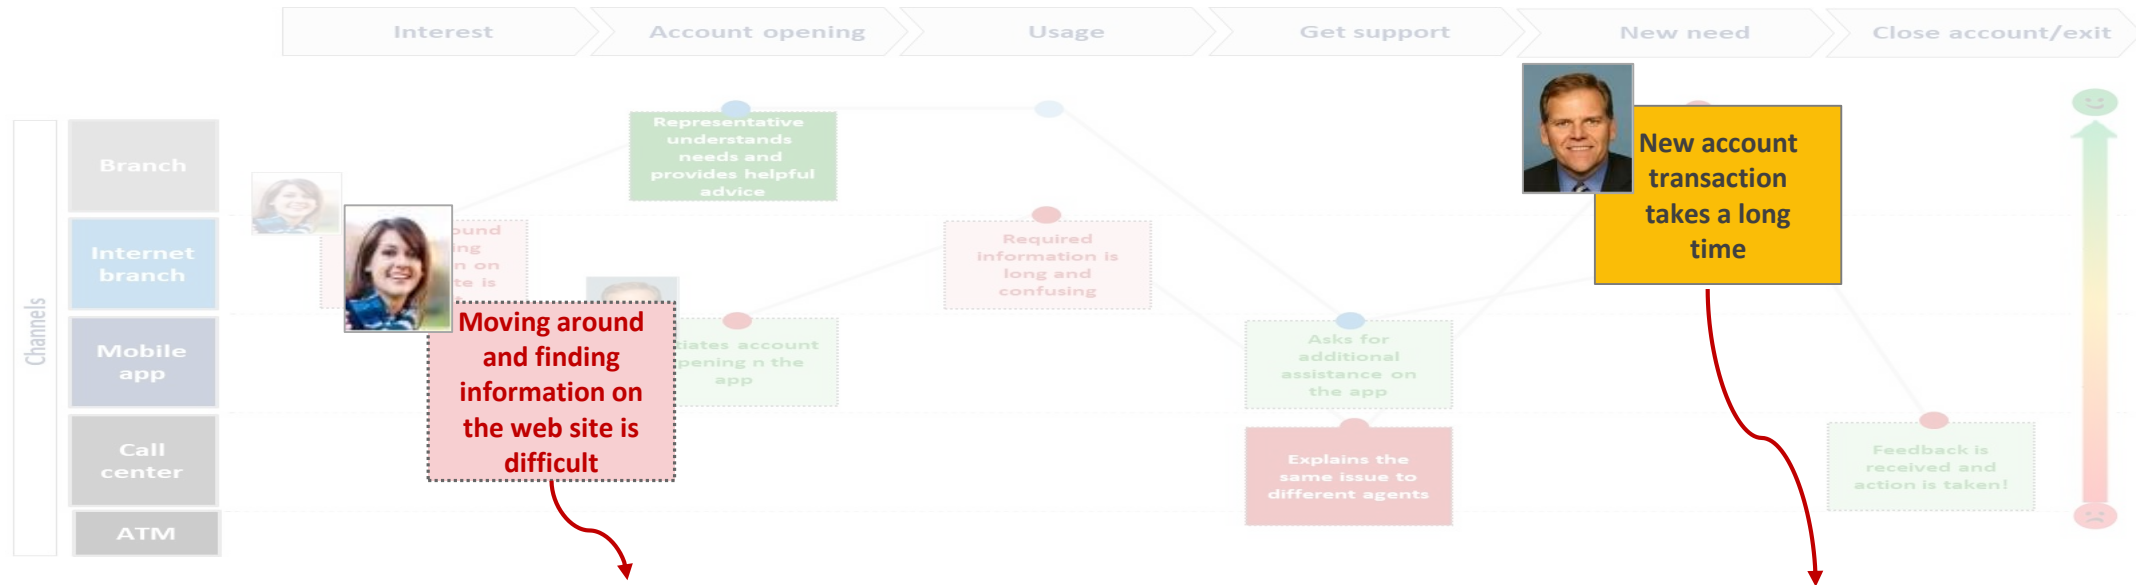 Interest
Account opening
Usage
Get support
New need
Close account/exit
Channels
Branch
Internet
branch
Mobile
app
Call
center
ATM
Representative
understands
needs and
provides helpful
advice
Required
information is
long and
confusing
account
n the
app
Asks for
additional
assistance on
the app
Explains the
same issue to
different agents
Feedback is
received and
action is taken!
Moving around
and finding
information on
the web site is
difficult
New account
transaction
takes a long
time